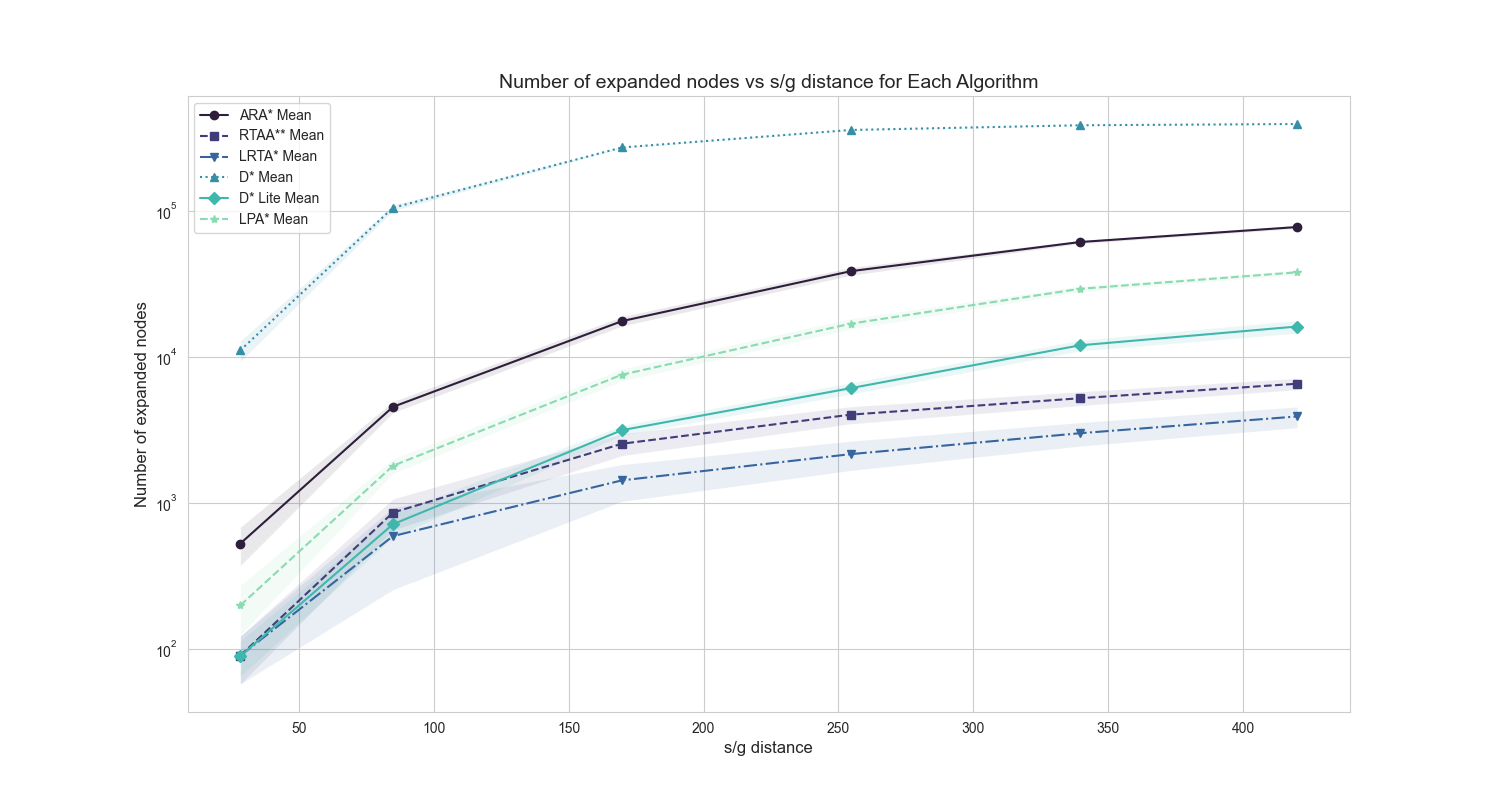 Number of expanded nodes vs s/g distance for Each Algorithm
ARA* Mean
RTAA** Mean
LRTA* Mean
D* Mean
D* Lite Mean
LPA* Mean
Number of expanded nodes
10^5
10^4
10^3
10^2
50 100 150 200 250 300 350 400
s/g distance